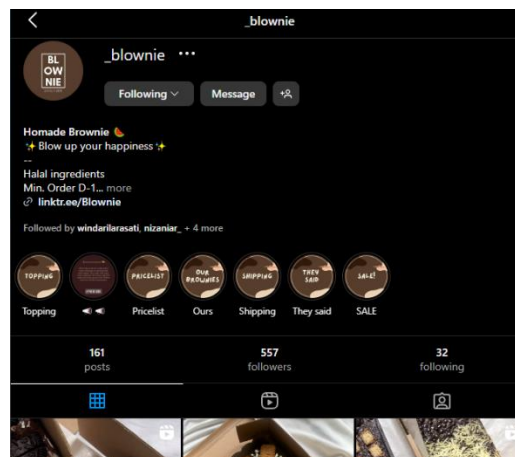 _blownie
BL
OW
NIE
_blownie
Following
Message
Homade Brownie 🍉
✨ Blow up your happiness ✨
--
Halal ingredients
Min. Order D-1... more
linktr.ee/Blownie
Followed by windarilarasati, nizaniar_ + 4 more
TOPPING
PRICELIST
OUR
BROWNIES
SHIPPING
THEY
SAID
SALE!
Topping
Pricelist
Ours
Shipping
They said
SALE
161
posts
557
followers
32
following